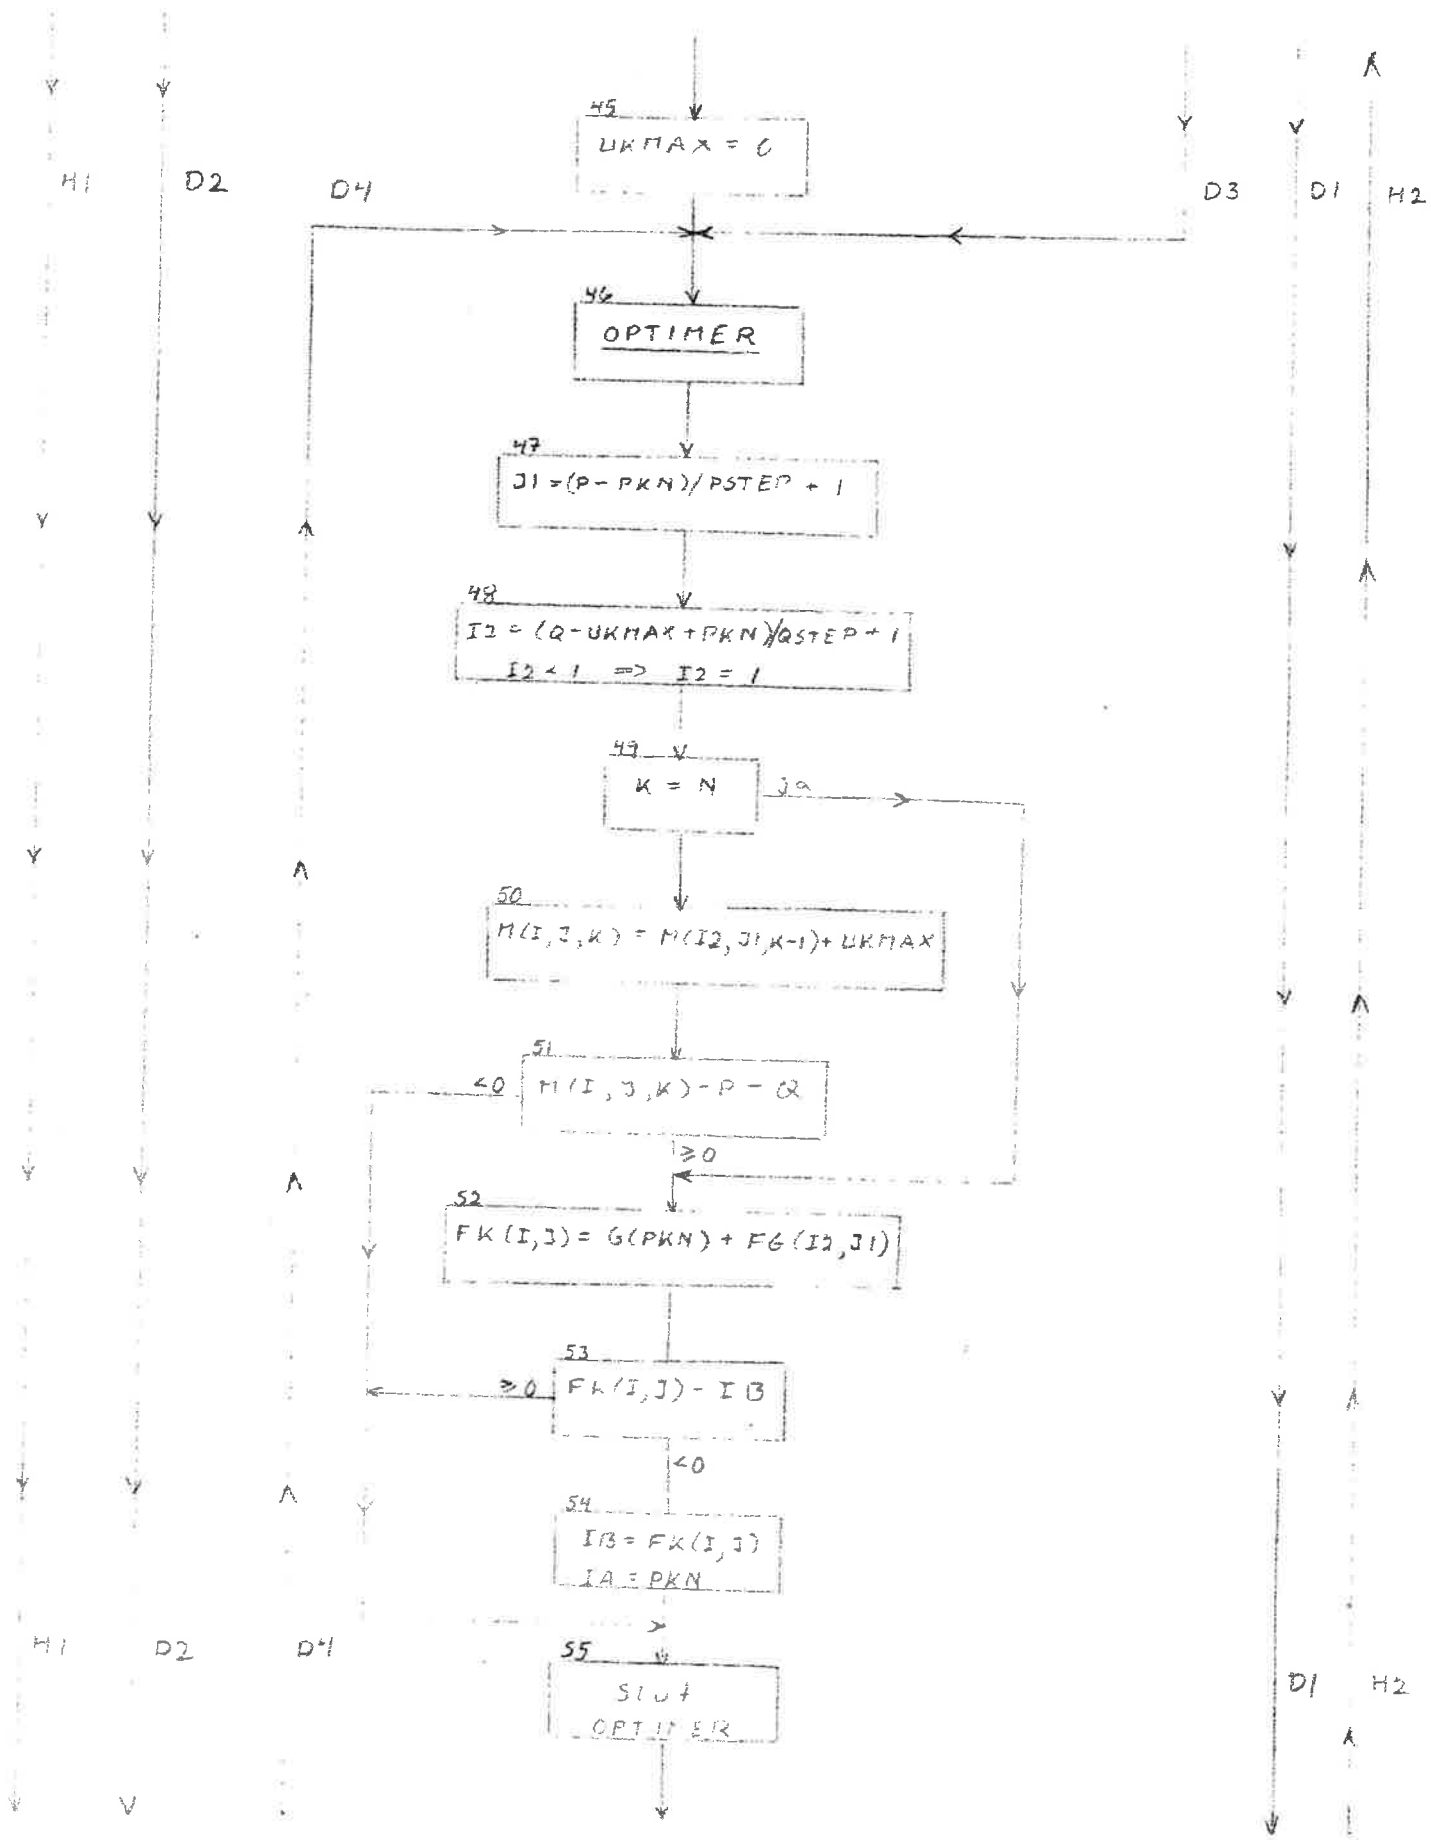 45
UKMAX = 0
H1 D2 D4 D3 D1 H2
46
OPTIMER
47
J1 = (P - PKN)/PSTEP + 1
48
I2 = (Q - UKMAX + PKN)/QSTEP + 1
I2 < 1 => I2 = 1
49
K = N ja
50
M(I,J,K) = M(I2,J1,K-1) + UKMAX
51
<0 M(I,J,K) - P - Q
≥0
52
FK(I,J) = G(PKN) + FG(I2,J1)
53
≥0 FK(I,J) - IB
<0
54
IB = FK(I,J)
IA = PKN
H1 D2 D4
55
Slut
OPTIMER
D1 H2